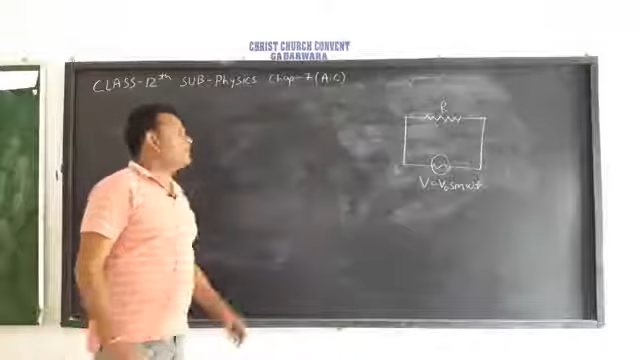 CHRIST CHURCH CONVENT
GADARWARA
CLASS-12th SUB-Physics Chap-7(A.C)
R
V=V₀sinωt